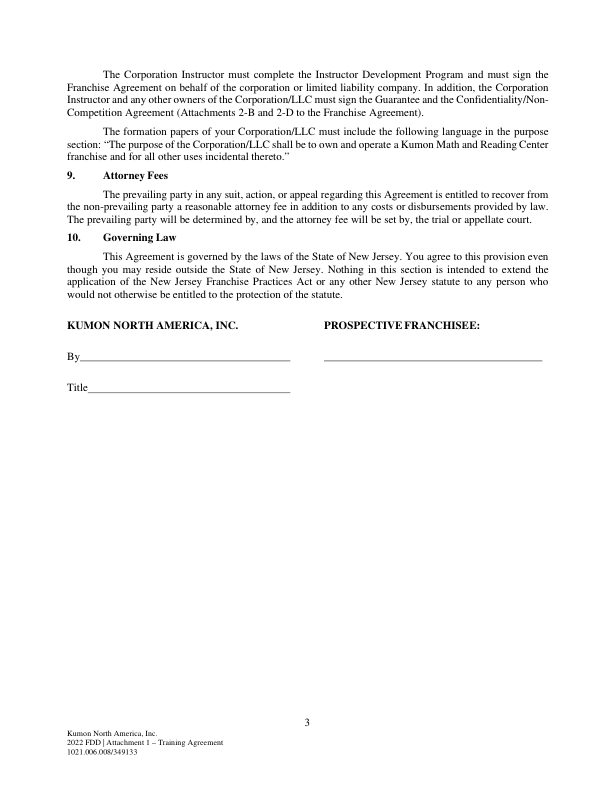 The Corporation Instructor must complete the Instructor Development Program and must sign the
Franchise Agreement on behalf of the corporation or limited liability company. In addition, the Corporation
Instructor and any other owners of the Corporation/LLC must sign the Guarantee and the Confidentiality/Non-
Competition Agreement (Attachments 2-B and 2-D to the Franchise Agreement).
The formation papers of your Corporation/LLC must include the following language in the purpose
section: “The purpose of the Corporation/LLC shall be to own and operate a Kumon Math and Reading Center
franchise and for all other uses incidental thereto.”
9. Attorney Fees
The prevailing party in any suit, action, or appeal regarding this Agreement is entitled to recover from
the non-prevailing party a reasonable attorney fee in addition to any costs or disbursements provided by law.
The prevailing party will be determined by, and the attorney fee will be set by, the trial or appellate court.
10. Governing Law
This Agreement is governed by the laws of the State of New Jersey. You agree to this provision even
though you may reside outside the State of New Jersey. Nothing in this section is intended to extend the
application of the New Jersey Franchise Practices Act or any other New Jersey statute to any person who
would not otherwise be entitled to the protection of the statute.
KUMON NORTH AMERICA, INC. PROSPECTIVE FRANCHISEE:
By
Title
3
Kumon North America, Inc.
2022 FDD | Attachment 1 – Training Agreement
1021.006.008/349133